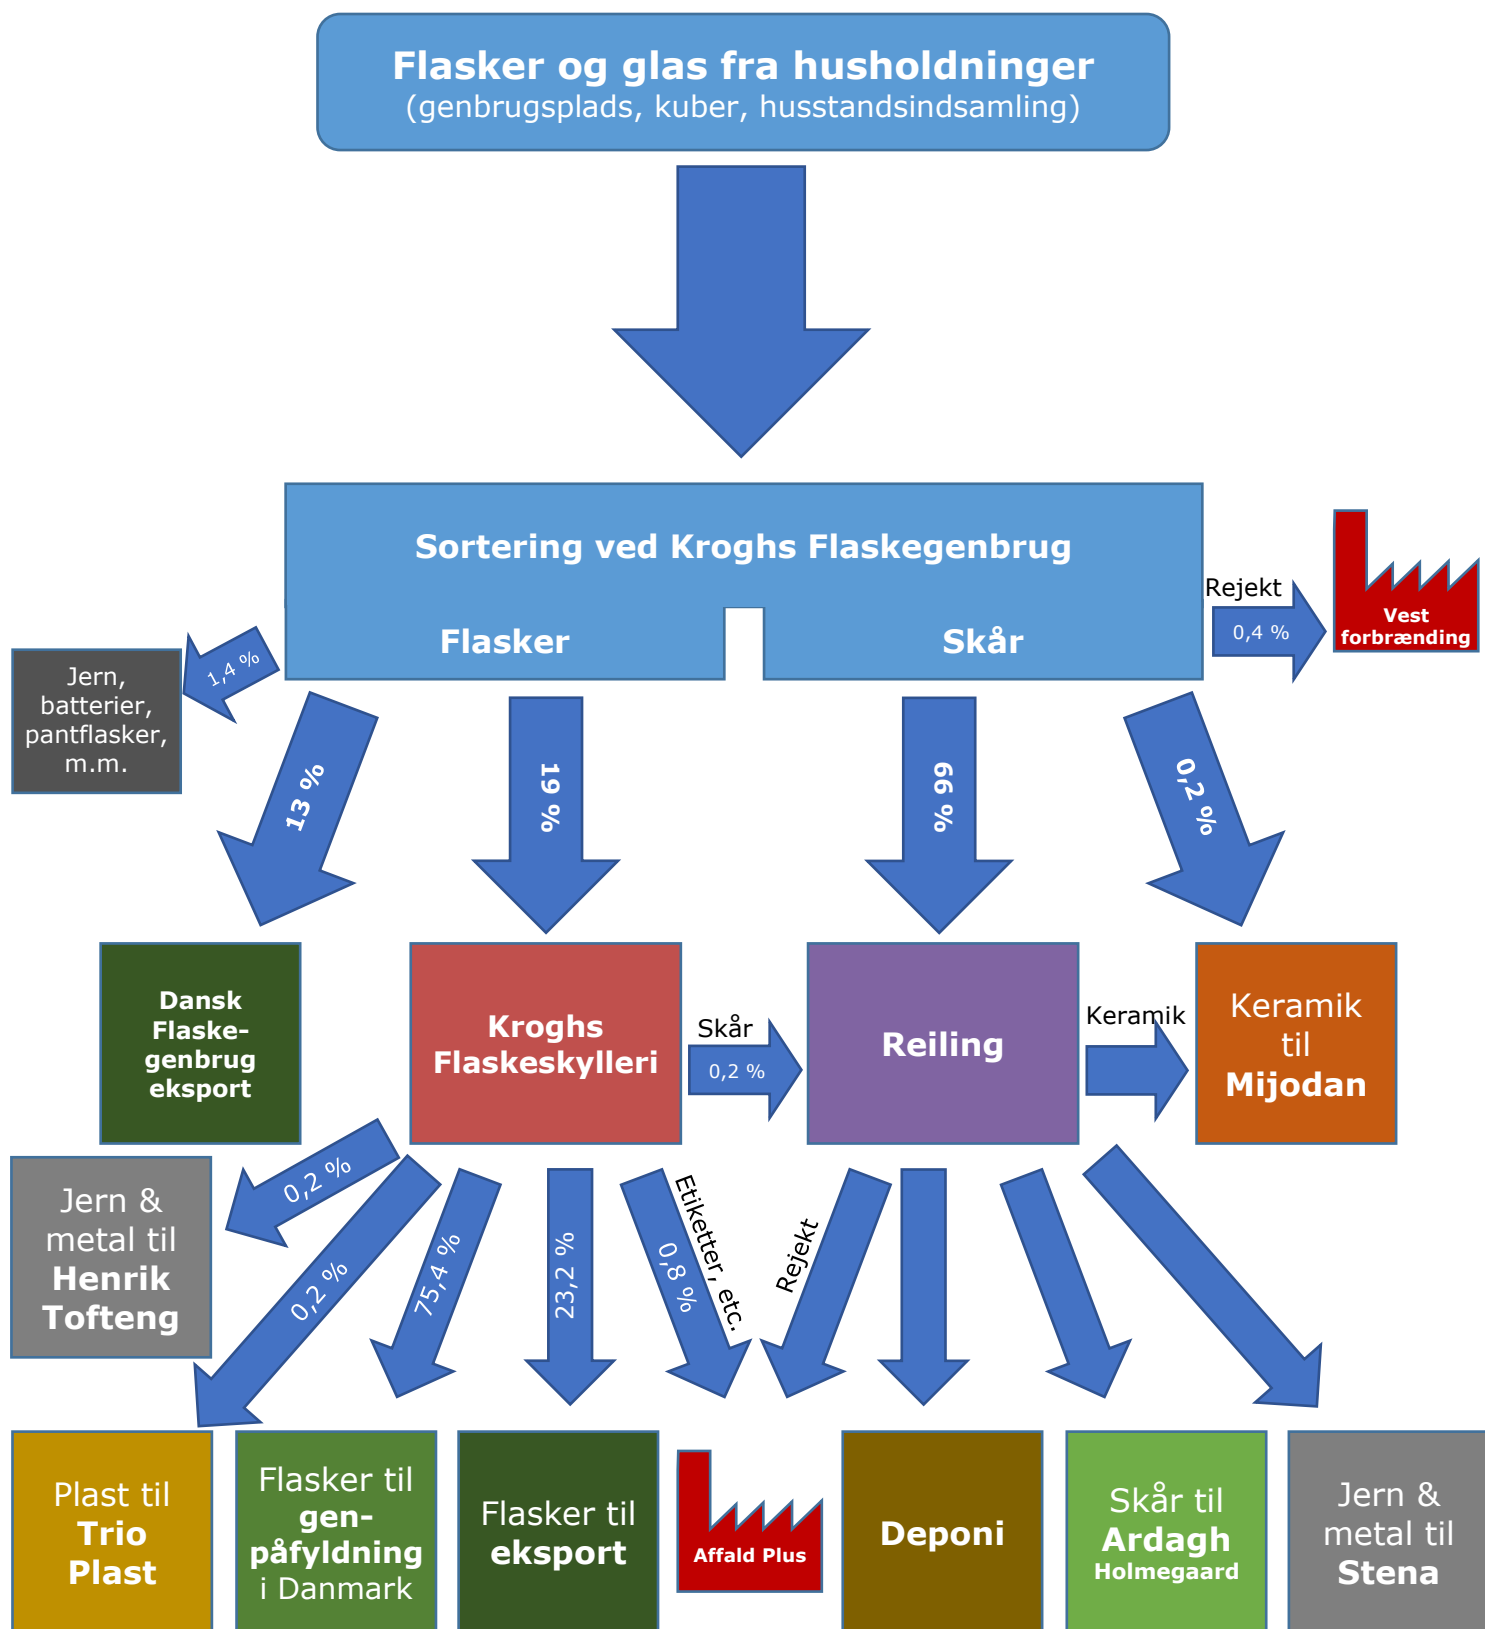 Flasker og glas fra husholdninger
(genbrugsplads, kuber, husstandsindsamling)
Sortering ved Kroghs Flaskegenbrug
Flasker
Skår
Rejekt
0,4 %
Vest
forbrænding
1,4 %
Jern,
batterier,
pantflasker,
m.m.
13 %
19 %
66 %
0,2 %
Dansk
Flaske-
genbrug
eksport
Kroghs
Flaskeskylleri
Skår
0,2 %
Reiling
Keramik
Keramik
til
Mijodan
Jern &
metal til
Henrik
Tofteng
0,2 %
0,2 %
75,4 %
23,2 %
0,8 %
Etiketter, etc.
Rejekt
Plast til
Trio
Plast
Flasker til
gen-
påfyldning
i Danmark
Flasker til
eksport
Affald Plus
Deponi
Skår til
Ardagh
Holmegaard
Jern &
metal til
Stena